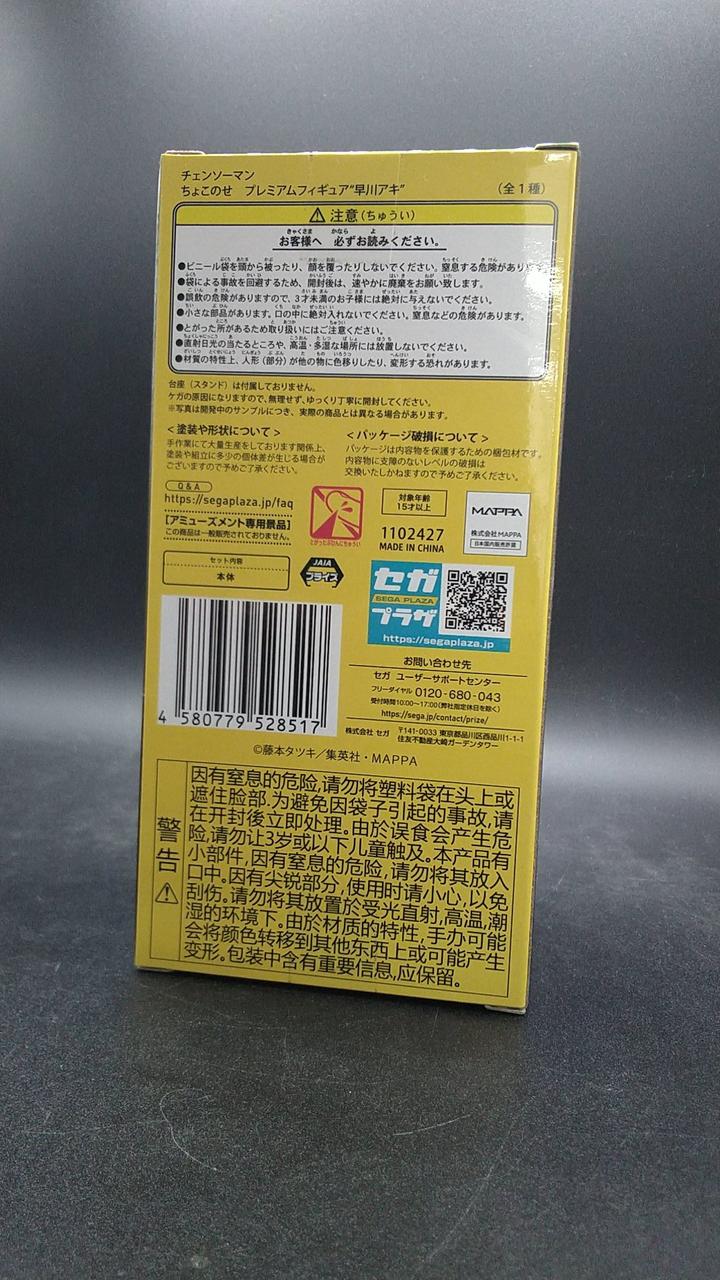 チェンソーマン
ちょこのせ プレミアムフィギュア“早川アキ”
(全1種)
⚠注意(ちゅうい)
お客様へ 必ずお読みください。
●ビニール袋を頭から被ったり、顔を覆ったりしないでください。窒息する危険があります。
●袋による事故を回避するため、開封後は、速やかに廃棄をお願い致します。
●誤飲の危険がありますので、3才未満のお子様には絶対に与えないでください。
●小さな部品があります。口の中に絶対入れないでください。窒息などの危険があります。
●とがった所があるため取り扱いにはご注意ください。
●直射日光の当たるところや、高温・多湿な場所には放置しないでください。
●材質の特性上、人形(部分)が他の物に色移りしたり、変形する恐れがあります。
台座(スタンド)は付属しておりません。
ケガの原因になりますので、無理せず、ゆっくり丁寧に開封してください。
※写真は開発中のサンプルにつき、実際の商品とは異なる場合があります。
<塗装や形状について>
手作業にて大量生産をしております関係上、
塗装や組立に多少の個体差が生じる場合が
ございますので予めご了承ください。
<パッケージ破損について>
パッケージは内容物を保護するための梱包材です。
内容物に支障のないレベルの破損は
交換いたしかねますので予めご了承ください。
Q&A
https://segaplaza.jp/faq
[アミューズメント専用景品]
この商品は一般販売されておりません。
とがったぶひんにちゅうい
対象年齢
15才以上
1102427
MADE IN CHINA
MAPPA
株式会社MAPPA
日本国内販売許諾
セット内容
本体
JAIA
プライズ
セガ
SEGA PLAZA
プラザ
https://segaplaza.jp
4 580779 528517
お問い合わせ先
セガ ユーザーサポートセンター
フリーダイヤル 0120-680-043
受付時間10:00〜17:00(弊社指定休日を除く)
https://sega.jp/contact/prize/
株式会社 セガ 〒141-0033 東京都品川区西品川1-1-1
住友不動産大崎ガーデンタワー
©藤本タツキ/集英社・MAPPA
警告⚠
因有窒息的危险,请勿将塑料袋在头上或
遮住脸部.为避免因袋子引起的事故,请
在开封後立即处理。由於误食会产生危
险,请勿让3岁或以下儿童触及。本产品有
小部件,因有窒息的危险,请勿将其放入
口中。因有尖锐部分,使用时请小心,以免
刮伤。请勿将其放置於受光直射,高温,潮
湿的环境下。由於材质的特性,手办可能
会将颜色转移到其他东西上或可能产生
变形。包装中含有重要信息,应保留。